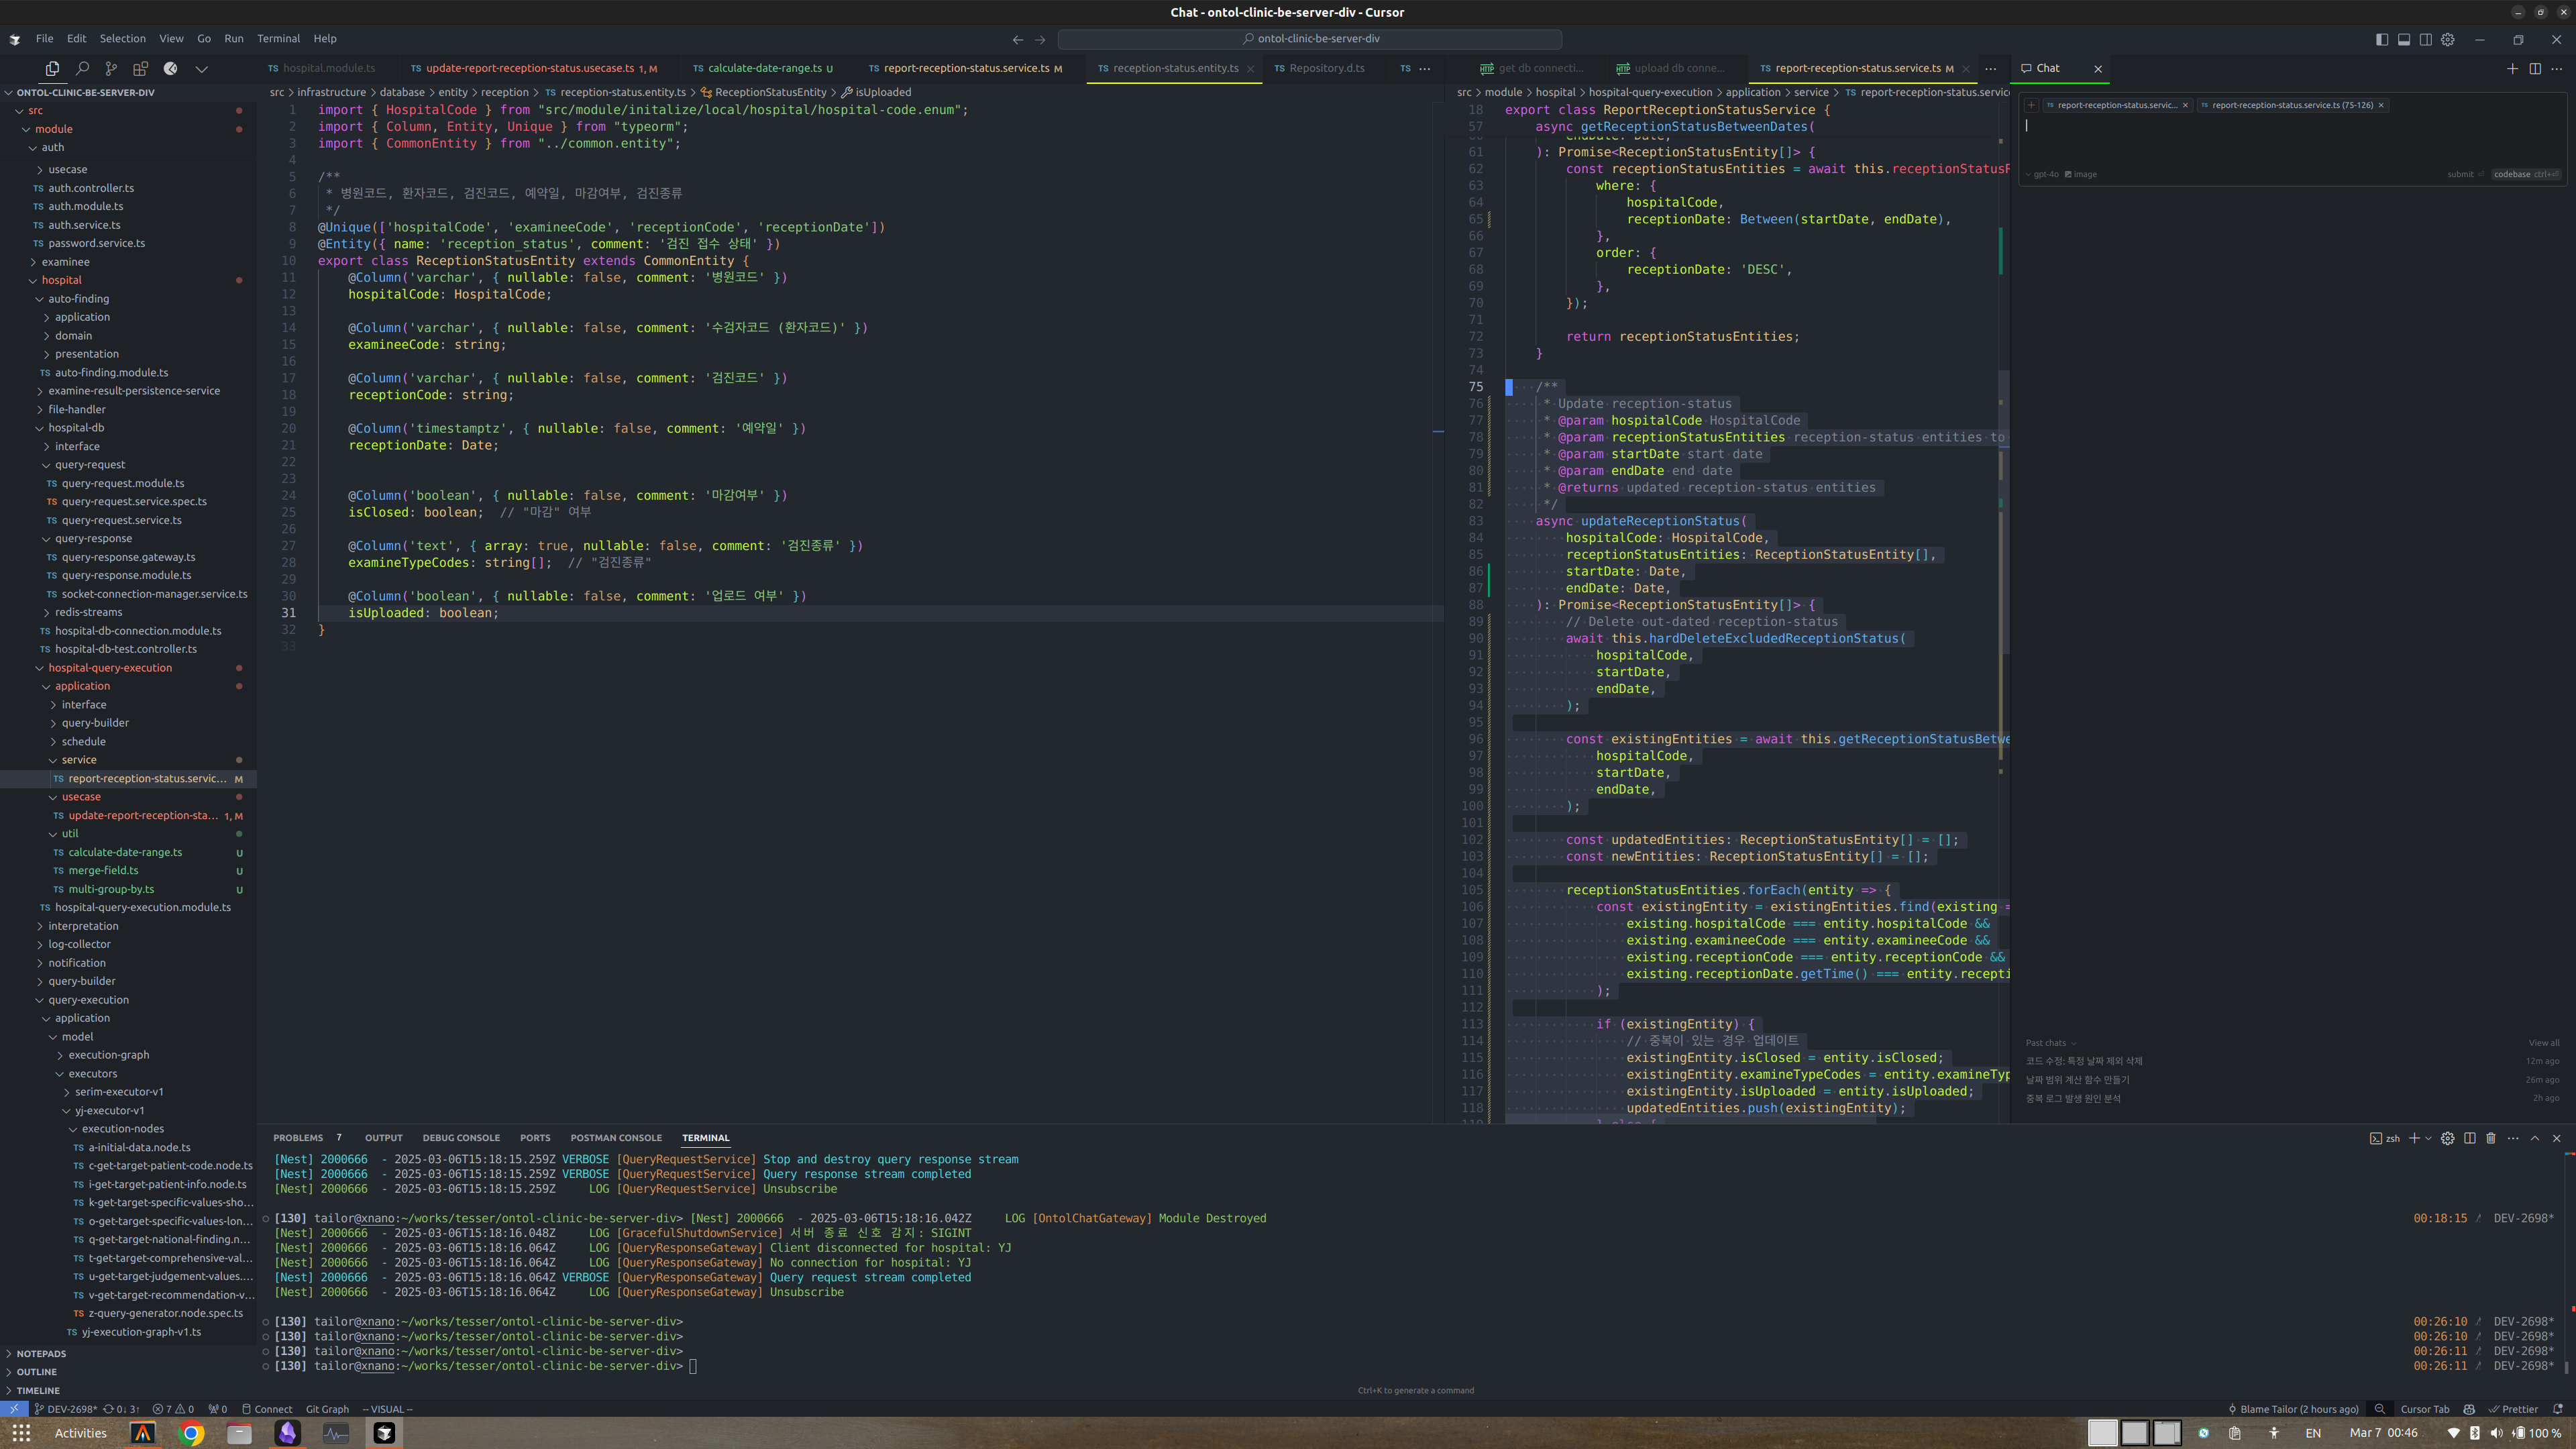 Chat - ontol-clinic-be-server-div - Cursor
File Edit Selection View Go Run Terminal Help
ontol-clinic-be-server-div
hospital.module.ts
update-report-reception-status.usecase.ts 1, M
calculate-date-range.ts U
report-reception-status.service.ts M
reception-status.entity.ts
Repository.d.ts
TS ...
get db connecti...
upload db conne...
report-reception-status.service.ts M
Chat
ONTOL-CLINIC-BE-SERVER-DIV
src
module
auth
usecase
auth.controller.ts
auth.module.ts
auth.service.ts
password.service.ts
examinee
hospital
auto-finding
application
domain
presentation
auto-finding.module.ts
examine-result-persistence-service
file-handler
hospital-db
interface
query-request
query-request.module.ts
query-request.service.spec.ts
query-request.service.ts
query-response
query-response.gateway.ts
query-response.module.ts
socket-connection-manager.service.ts
redis-streams
hospital-db-connection.module.ts
hospital-db-test.controller.ts
hospital-query-execution
application
interface
query-builder
schedule
service
report-reception-status.servic... M
usecase
update-report-reception-sta... 1, M
util
calculate-date-range.ts U
merge-field.ts U
multi-group-by.ts U
hospital-query-execution.module.ts
interpretation
log-collector
notification
query-builder
query-execution
application
model
execution-graph
executors
serim-executor-v1
yj-executor-v1
execution-nodes
a-initial-data.node.ts
c-get-target-patient-code.node.ts
i-get-target-patient-info.node.ts
k-get-target-specific-values-sho...
o-get-target-specific-values-lon...
q-get-target-national-finding.n...
t-get-target-comprehensive-val...
u-get-target-judgement-values....
v-get-target-recommendation-v...
z-query-generator.node.spec.ts
yj-execution-graph-v1.ts
NOTEPADS
OUTLINE
TIMELINE
src > infrastructure > database > entity > reception > TS reception-status.entity.ts > ReceptionStatusEntity > isUploaded
1 import { HospitalCode } from "src/module/initalize/local/hospital/hospital-code.enum";
2 import { Column, Entity, Unique } from "typeorm";
3 import { CommonEntity } from "../common.entity";
4
5 /**
6 * 병원코드, 환자코드, 검진코드, 예약일, 마감여부, 검진종류
7 */
8 @Unique(['hospitalCode', 'examineeCode', 'receptionCode', 'receptionDate'])
9 @Entity({ name: 'reception_status', comment: '검진 접수 상태' })
10 export class ReceptionStatusEntity extends CommonEntity {
11 @Column('varchar', { nullable: false, comment: '병원코드' })
12 hospitalCode: HospitalCode;
13
14 @Column('varchar', { nullable: false, comment: '수검자코드 (환자코드)' })
15 examineeCode: string;
16
17 @Column('varchar', { nullable: false, comment: '검진코드' })
18 receptionCode: string;
19
20 @Column('timestamptz', { nullable: false, comment: '예약일' })
21 receptionDate: Date;
22
23
24 @Column('boolean', { nullable: false, comment: '마감여부' })
25 isClosed: boolean; // "마감" 여부
26
27 @Column('text', { array: true, nullable: false, comment: '검진종류' })
28 examineTypeCodes: string[]; // "검진종류"
29
30 @Column('boolean', { nullable: false, comment: '업로드 여부' })
31 isUploaded: boolean;
32 }
33
src > module > hospital > hospital-query-execution > application > service > TS report-reception-status.service
18 export class ReportReceptionStatusService {
57 async getReceptionStatusBetweenDates(
61 ): Promise<ReceptionStatusEntity[]> {
62 const receptionStatusEntities = await this.receptionStatusR
63 where: {
64 hospitalCode,
65 receptionDate: Between(startDate, endDate),
66 },
67 order: {
68 receptionDate: 'DESC',
69 },
70 });
71
72 return receptionStatusEntities;
73 }
74
75 /**
76 * Update reception-status
77 * @param hospitalCode HospitalCode
78 * @param receptionStatusEntities reception-status entities to
79 * @param startDate start date
80 * @param endDate end date
81 * @returns updated reception-status entities
82 */
83 async updateReceptionStatus(
84 hospitalCode: HospitalCode,
85 receptionStatusEntities: ReceptionStatusEntity[],
86 startDate: Date,
87 endDate: Date,
88 ): Promise<ReceptionStatusEntity[]> {
89 // Delete out-dated reception-status
90 await this.hardDeleteExcludedReceptionStatus(
91 hospitalCode,
92 startDate,
93 endDate,
94 );
95
96 const existingEntities = await this.getReceptionStatusBetwe
97 hospitalCode,
98 startDate,
99 endDate,
100 );
101
102 const updatedEntities: ReceptionStatusEntity[] = [];
103 const newEntities: ReceptionStatusEntity[] = [];
104
105 receptionStatusEntities.forEach(entity => {
106 const existingEntity = existingEntities.find(existing =
107 existing.hospitalCode === entity.hospitalCode &&
108 existing.examineeCode === entity.examineeCode &&
109 existing.receptionCode === entity.receptionCode &&
110 existing.receptionDate.getTime() === entity.recepti
111 );
112
113 if (existingEntity) {
114 // 중복이 있는 경우 업데이트
115 existingEntity.isClosed = entity.isClosed;
116 existingEntity.examineTypeCodes = entity.examineTyp
117 existingEntity.isUploaded = entity.isUploaded;
118 updatedEntities.push(existingEntity);
report-reception-status.servic... × report-reception-status.service.ts (75-126) ×
gpt-4o image submit codebase ctrl+⏎
Past chats View all
코드 수정: 특정 날짜 제외 삭제 12m ago
날짜 범위 계산 함수 만들기 26m ago
중복 로그 발생 원인 분석 2h ago
PROBLEMS 7 OUTPUT DEBUG CONSOLE PORTS POSTMAN CONSOLE TERMINAL zsh
[Nest] 2000666 - 2025-03-06T15:18:15.259Z VERBOSE [QueryRequestService] Stop and destroy query response stream
[Nest] 2000666 - 2025-03-06T15:18:15.259Z VERBOSE [QueryRequestService] Query response stream completed
[Nest] 2000666 - 2025-03-06T15:18:15.259Z LOG [QueryRequestService] Unsubscribe
[130] tailor@xnano:~/works/tesser/ontol-clinic-be-server-div> [Nest] 2000666 - 2025-03-06T15:18:16.042Z LOG [OntolChatGateway] Module Destroyed 00:18:15 DEV-2698*
[Nest] 2000666 - 2025-03-06T15:18:16.048Z LOG [GracefulShutdownService] 서버 종료 신호 감지: SIGINT
[Nest] 2000666 - 2025-03-06T15:18:16.064Z LOG [QueryResponseGateway] Client disconnected for hospital: YJ
[Nest] 2000666 - 2025-03-06T15:18:16.064Z LOG [QueryResponseGateway] No connection for hospital: YJ
[Nest] 2000666 - 2025-03-06T15:18:16.064Z VERBOSE [QueryResponseGateway] Query request stream completed
[Nest] 2000666 - 2025-03-06T15:18:16.064Z LOG [QueryResponseGateway] Unsubscribe
[130] tailor@xnano:~/works/tesser/ontol-clinic-be-server-div> 00:26:10 DEV-2698*
[130] tailor@xnano:~/works/tesser/ontol-clinic-be-server-div> 00:26:10 DEV-2698*
[130] tailor@xnano:~/works/tesser/ontol-clinic-be-server-div> 00:26:11 DEV-2698*
[130] tailor@xnano:~/works/tesser/ontol-clinic-be-server-div> 00:26:11 DEV-2698*
Ctrl+K to generate a command
DEV-2698* 0↓ 3↑ 7 0 0 Connect Git Graph -- VISUAL -- Blame Tailor (2 hours ago) Cursor Tab Prettier
Activities EN Mar 7 00:46 100 %